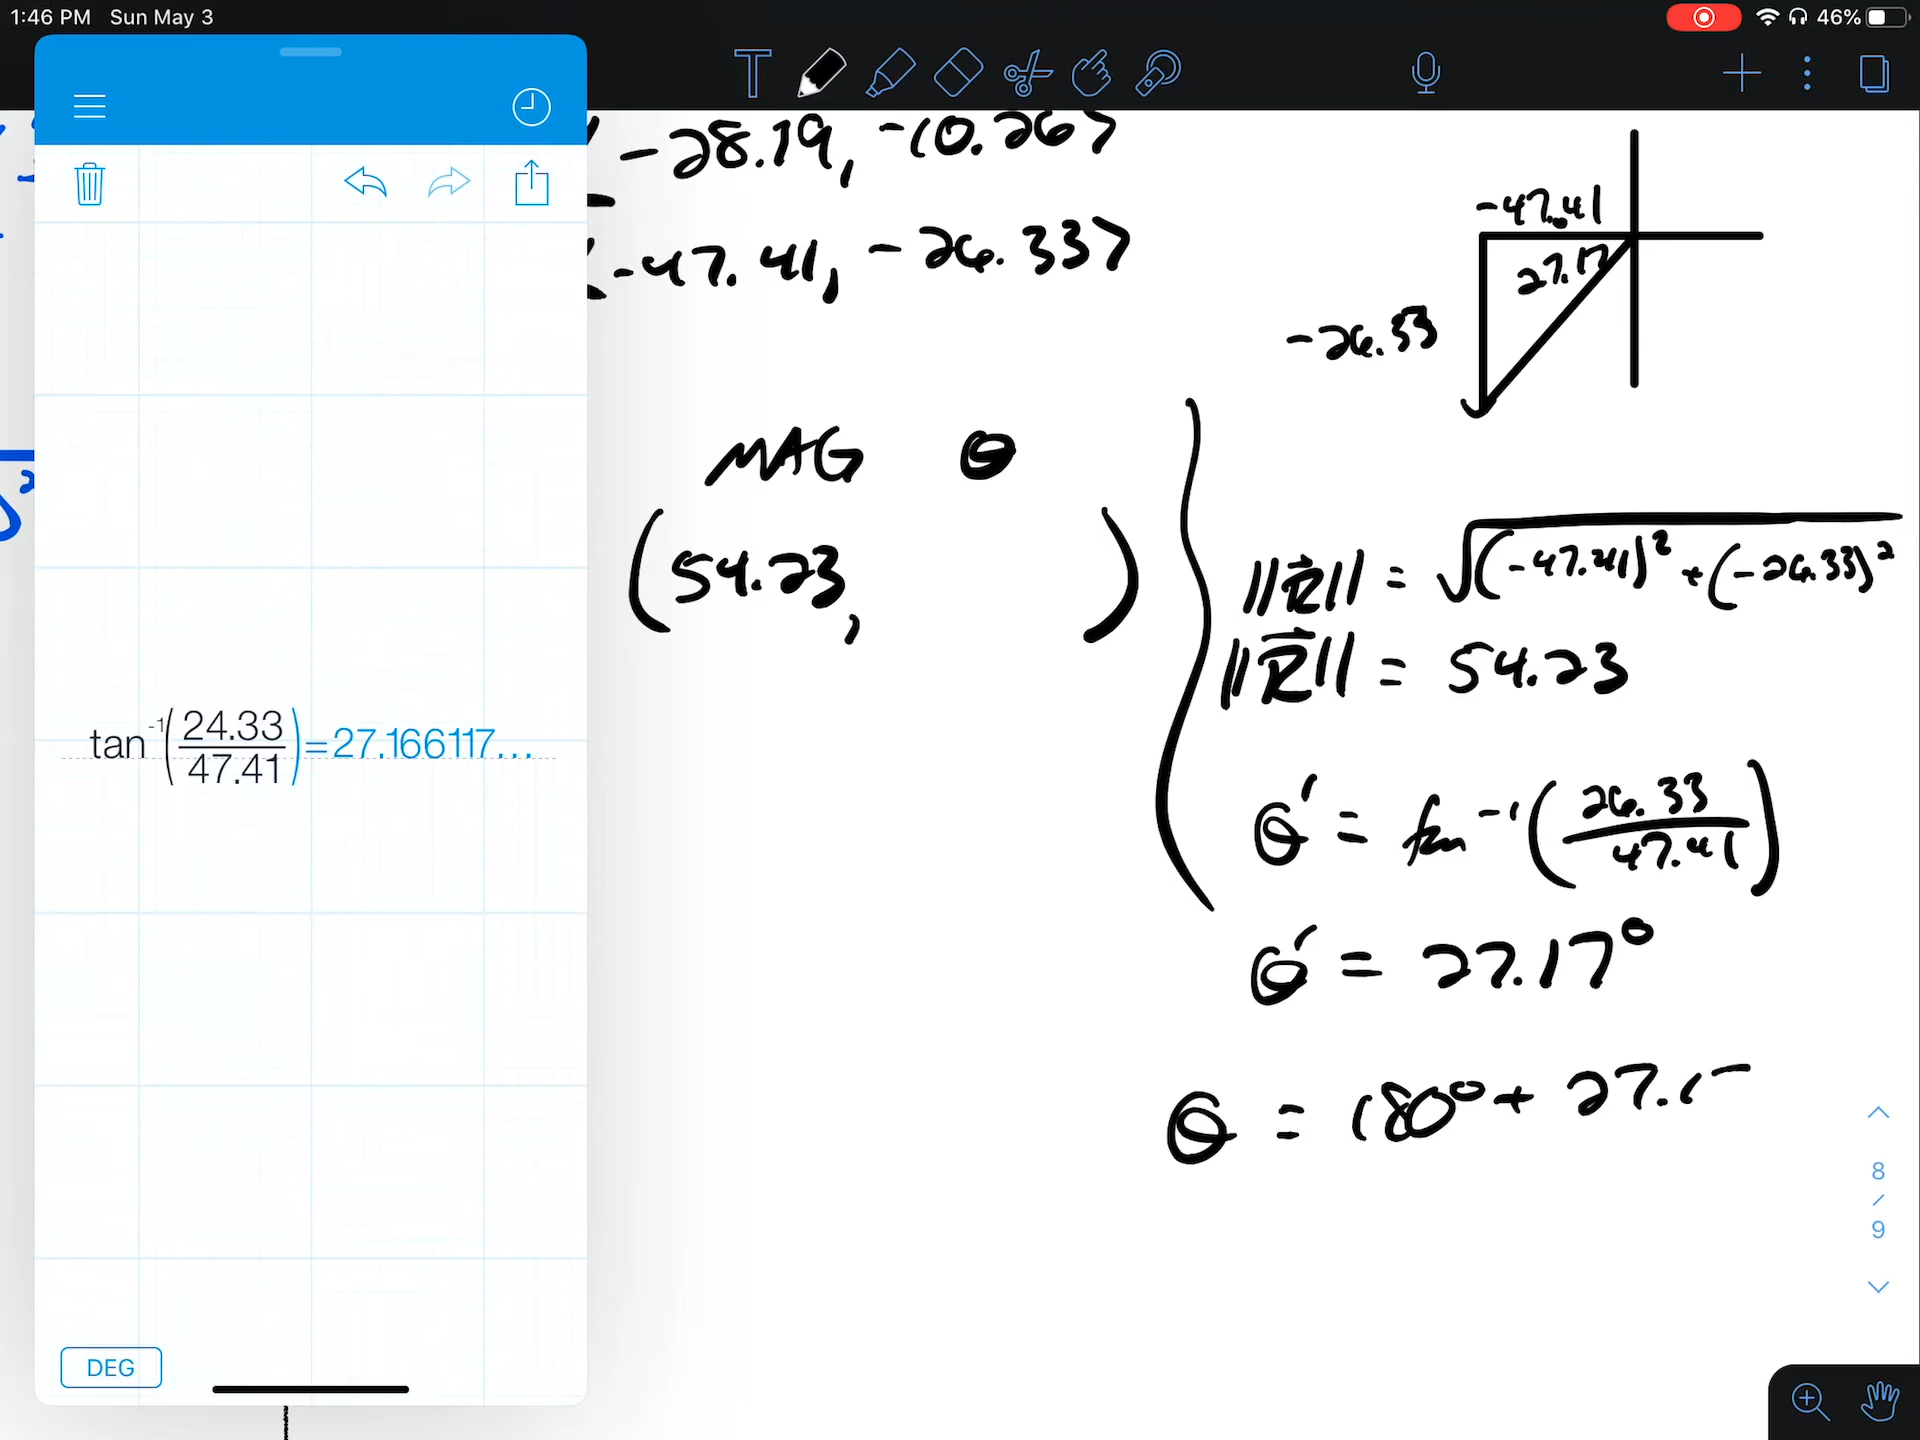 1:46 PM Sun May 3
46%
-28.19, -10.26>
<-47.41, -26.33>
-47.41
27.17
-26.33
MAG θ
(54.23, )
||R⃗|| = √(-47.41)² + (-26.33)²
||R⃗|| = 54.23
tan⁻¹(24.33/47.41)=27.166117...
θ' = tan⁻¹(26.33/47.41)
θ' = 27.17°
θ = 180° + 27.1
8
/
9
DEG